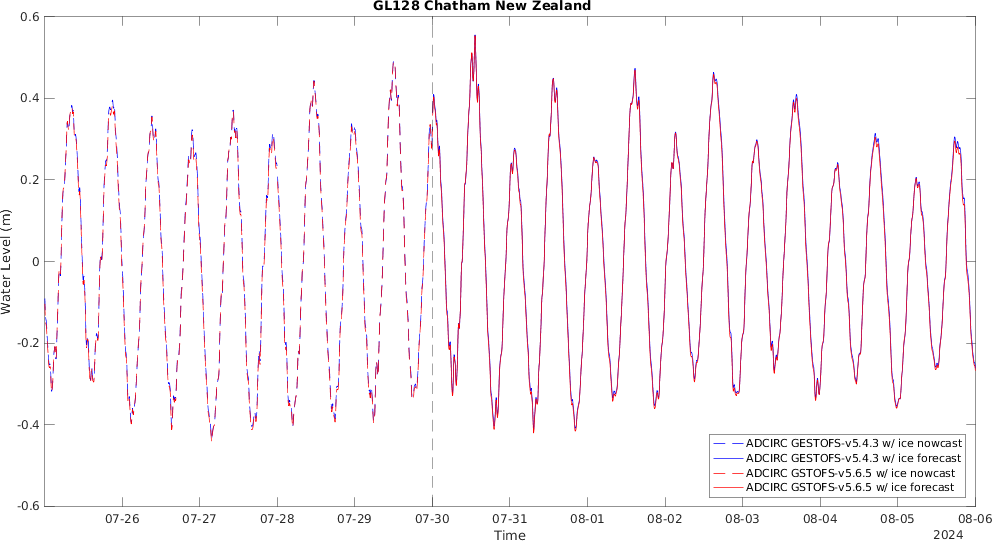 GL128 Chatham New Zealand
0.6
0.4
0.2
0
-0.2
-0.4
-0.6
Water Level (m)
07-26
07-27
07-28
07-29
07-30
07-31
08-01
08-02
08-03
08-04
08-05
08-06
Time
2024
ADCIRC GESTOFS-v5.4.3 w/ ice nowcast
ADCIRC GESTOFS-v5.4.3 w/ ice forecast
ADCIRC GSTOFS-v5.6.5 w/ ice nowcast
ADCIRC GSTOFS-v5.6.5 w/ ice forecast